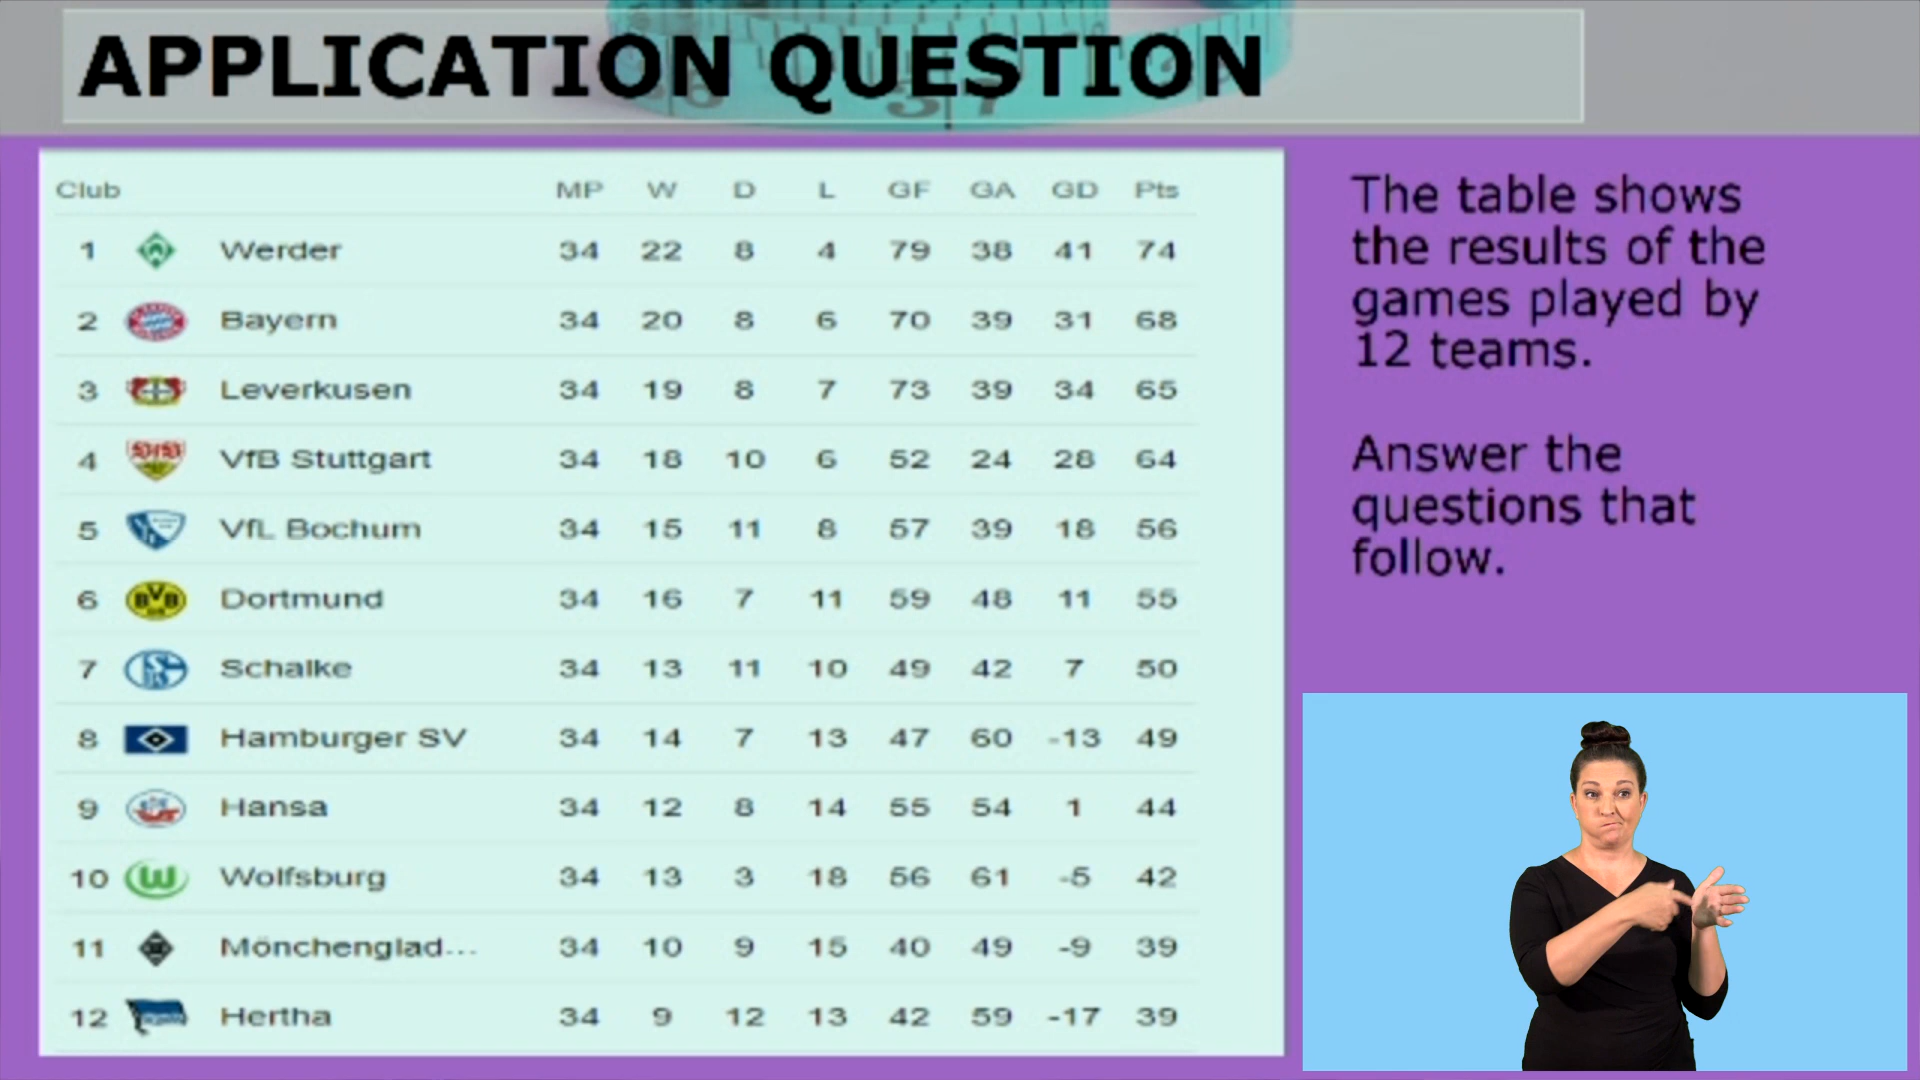 APPLICATION QUESTION
Club MP W D L GF GA GD Pts
1 Werder 34 22 8 4 79 38 41 74
2 Bayern 34 20 8 6 70 39 31 68
3 Leverkusen 34 19 8 7 73 39 34 65
4 VfB Stuttgart 34 18 10 6 52 24 28 64
5 VfL Bochum 34 15 11 8 57 39 18 56
6 Dortmund 34 16 7 11 59 48 11 55
7 Schalke 34 13 11 10 49 42 7 50
8 Hamburger SV 34 14 7 13 47 60 -13 49
9 Hansa 34 12 8 14 55 54 1 44
10 Wolfsburg 34 13 3 18 56 61 -5 42
11 Mönchenglad... 34 10 9 15 40 49 -9 39
12 Hertha 34 9 12 13 42 59 -17 39
The table shows
the results of the
games played by
12 teams.
Answer the
questions that
follow.